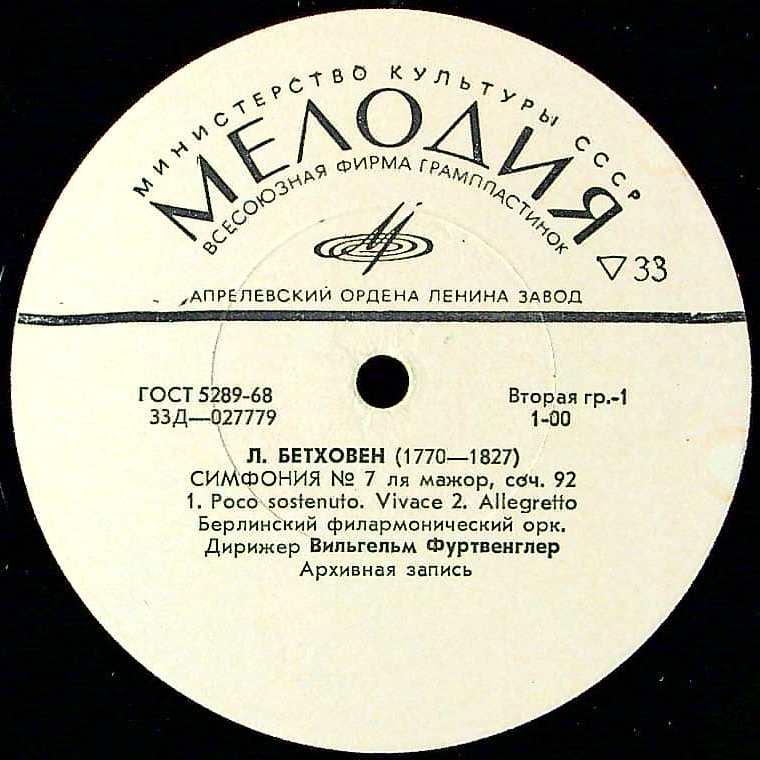 МИНИСТЕРСТВО КУЛЬТУРЫ СССР
МЕЛОДИЯ
ВСЕСОЮЗНАЯ ФИРМА ГРАМПЛАСТИНОК
33
АПРЕЛЕВСКИЙ ОРДЕНА ЛЕНИНА ЗАВОД
ГОСТ 5289-68 Вторая гр.-1
33Д—027779 1-00
Л. БЕТХОВЕН (1770—1827)
СИМФОНИЯ № 7 ля мажор, соч. 92
1. Poco sostenuto. Vivace 2. Allegretto
Берлинский филармонический орк.
Дирижер Вильгельм Фуртвенглер
Архивная запись